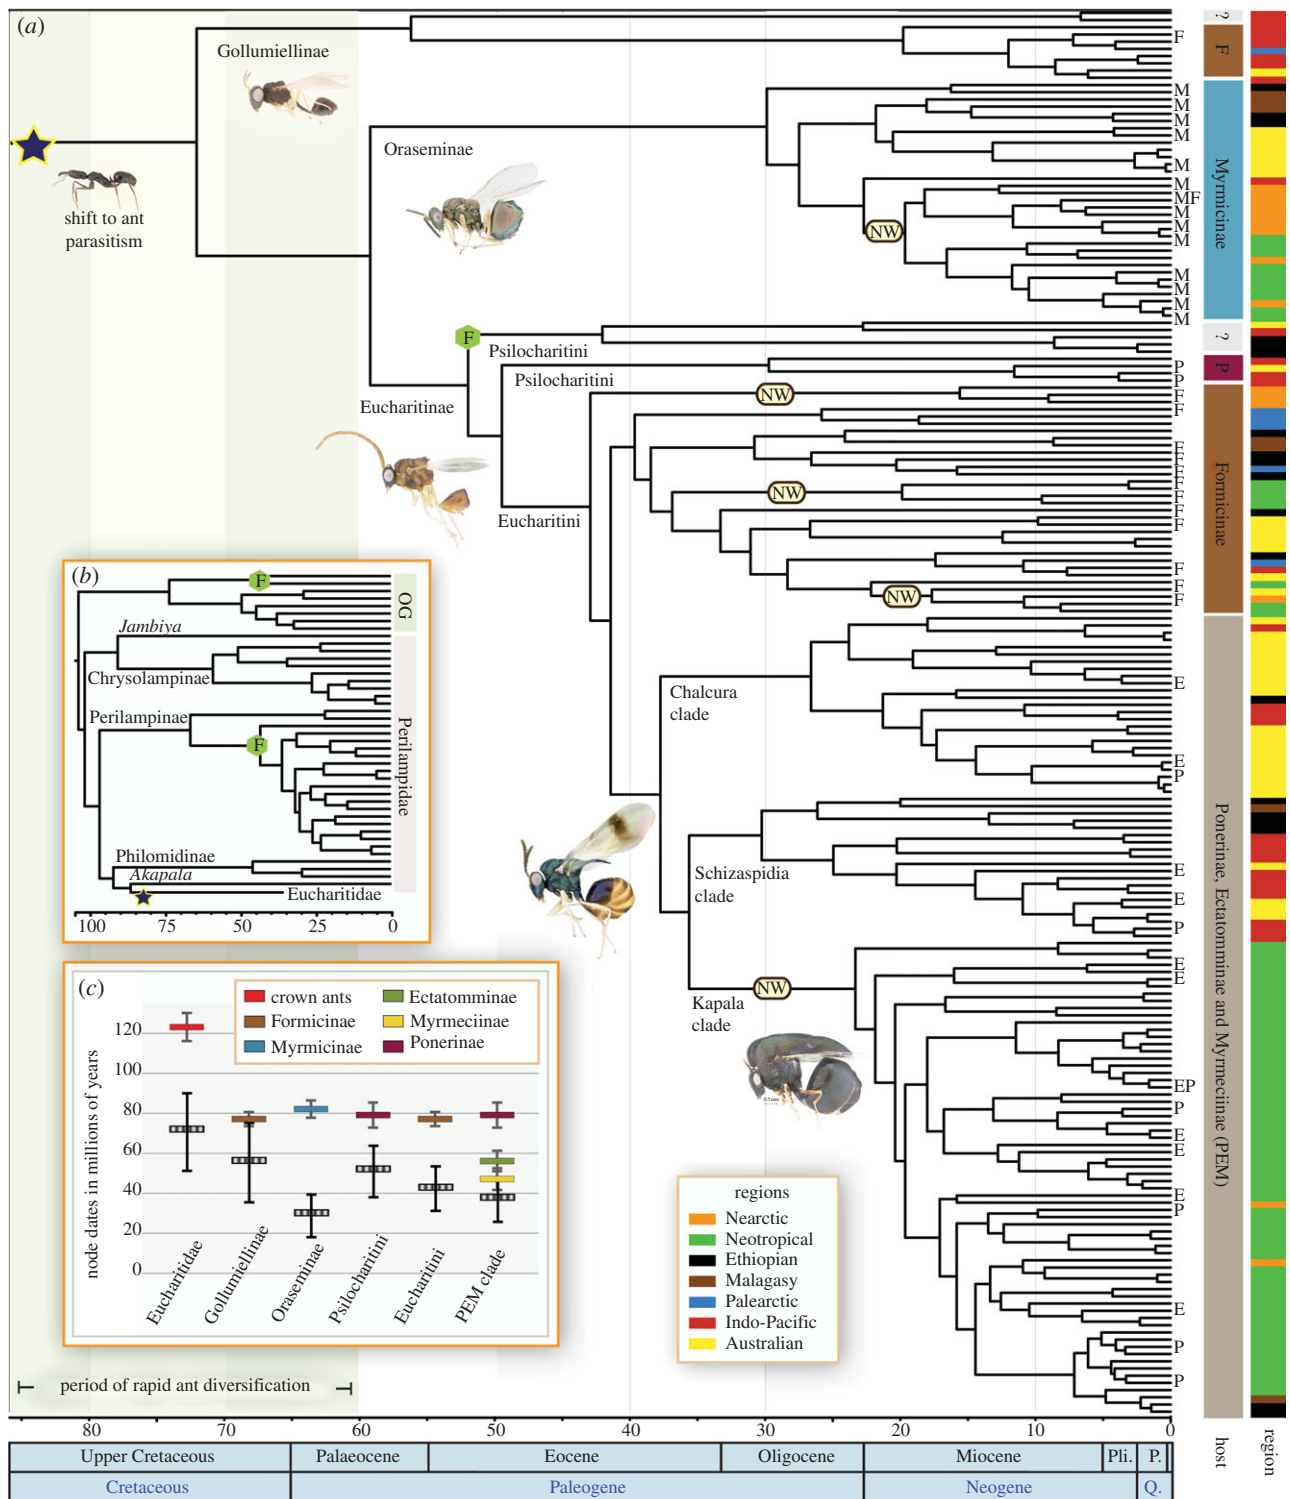 (a)
Gollumiellinae
shift to ant
parasitism
Oraseminae
NW
F
Psilocharitini
Psilocharitini
Eucharitinae
NW
NW
Eucharitini
NW
Chalcura
clade
Schizaspidia
clade
NW
Kapala
clade
0.5 mm
F
M
M
M
M
M
M
MF
M
M
M
M
M
M
M
P
P
F
F
F
F
F
F
F
F
F
F
F
E
E
P
E
E
P
E
E
EP
P
E
E
E
P
E
P
P
?
F
Myrmicinae
?
P
Formicinae
Ponerinae, Ectatomminae and Myrmeciinae (PEM)
host
region
(b)
F
OG
Jambiya
Chrysolampinae
Perilampinae
F
Perilampidae
Philomidinae
Akapala
Eucharitidae
100 75 50 25 0
(c)
crown ants
Formicinae
Myrmicinae
Ectatomminae
Myrmeciinae
Ponerinae
node dates in millions of years
120
100
80
60
40
20
0
Eucharitidae
Gollumiellinae
Oraseminae
Psilocharitini
Eucharitini
PEM clade
regions
Nearctic
Neotropical
Ethiopian
Malagasy
Palearctic
Indo-Pacific
Australian
period of rapid ant diversification
80 70 60 50 40 30 20 10 0
Upper Cretaceous Palaeocene Eocene Oligocene Miocene Pli. P.
Cretaceous Paleogene Neogene Q.